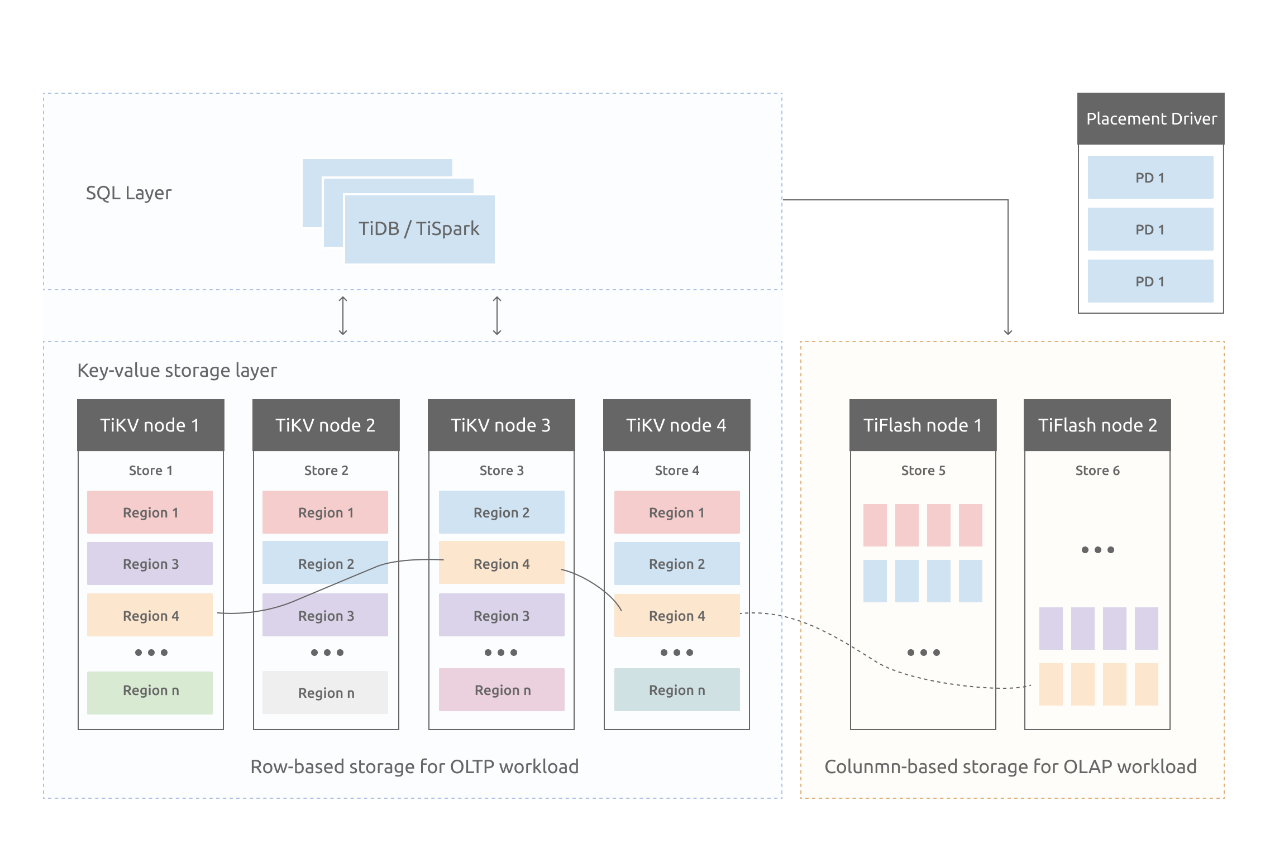 Placement Driver
PD 1
PD 1
PD 1
SQL Layer
TiDB / TiSpark
Key-value storage layer
TiKV node 1
Store 1
Region 1
Region 3
Region 4
Region n
TiKV node 2
Store 2
Region 1
Region 2
Region 3
Region n
TiKV node 3
Store 3
Region 2
Region 4
Region 3
Region n
TiKV node 4
Store 4
Region 1
Region 2
Region 4
Region n
Row-based storage for OLTP workload
TiFlash node 1
Store 5
TiFlash node 2
Store 6
Colunmn-based storage for OLAP workload